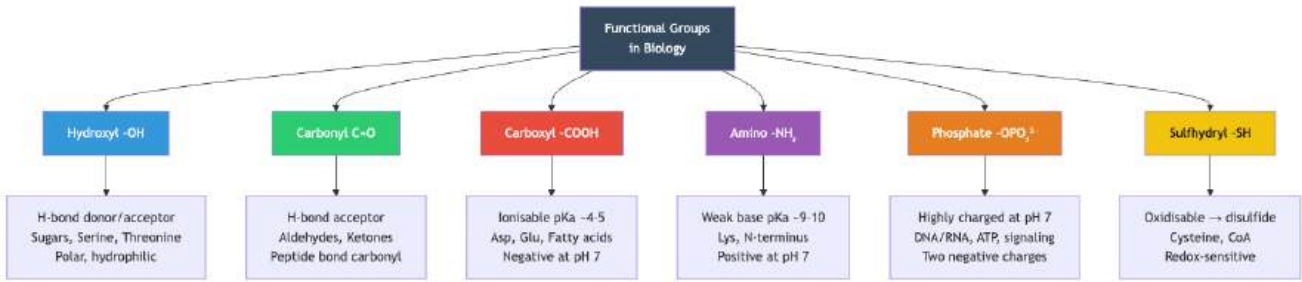 Functional Groups
in Biology
Hydroxyl -OH
Carbonyl C=O
Carboxyl -COOH
Amino -NH₂
Phosphate -OPO₃²⁻
Sulfhydryl -SH
H-bond donor/acceptor
Sugars, Serine, Threonine
Polar, hydrophilic
H-bond acceptor
Aldehydes, Ketones
Peptide bond carbonyl
Ionisable pKa ~4-5
Asp, Glu, Fatty acids
Negative at pH 7
Weak base pKa ~9-10
Lys, N-terminus
Positive at pH 7
Highly charged at pH 7
DNA/RNA, ATP, signaling
Two negative charges
Oxidisable → disulfide
Cysteine, CoA
Redox-sensitive